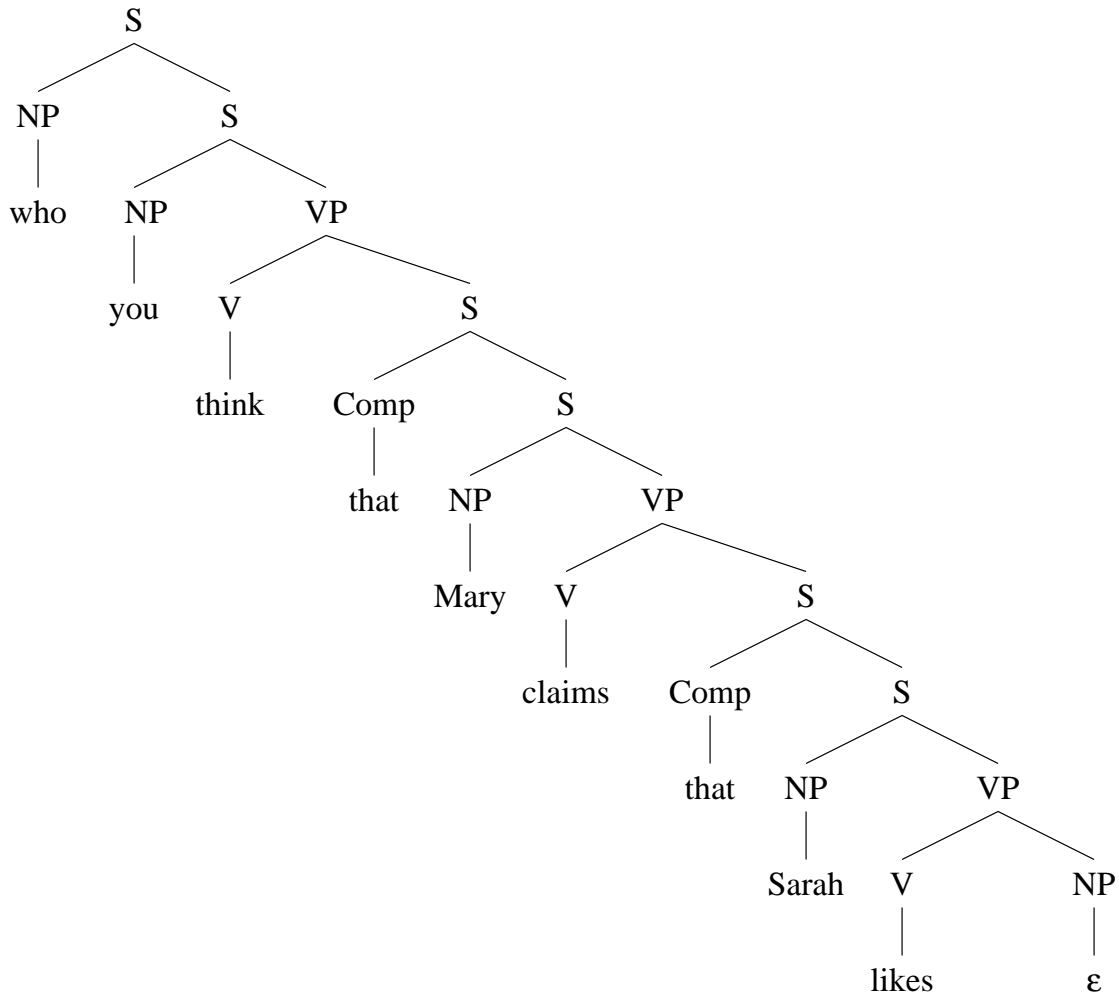 S
NP S
who NP VP
you V S
think Comp S
that NP VP
Mary V S
claims Comp S
that NP VP
Sarah V NP
likes ε